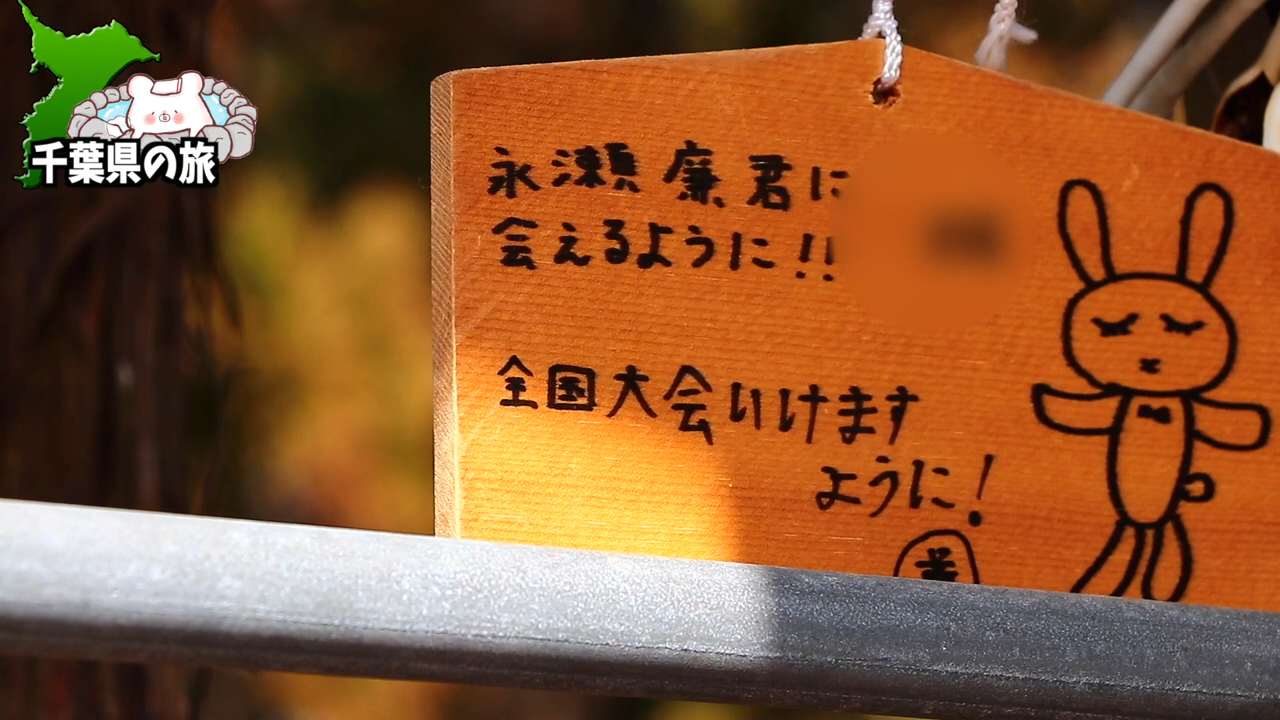 千葉県の旅
永瀬廉君に
会えるように!!
全国大会いけます
ように!